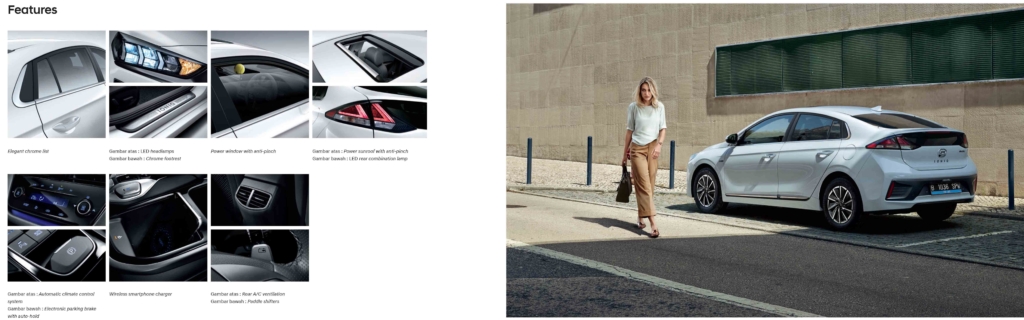 Features
Elegant chrome list
Gambar atas : LED headlamps
Gambar bawah : Chrome footrest
Power window with anti-pinch
Gambar atas : Power sunroof with anti-pinch
Gambar bawah : LED rear combination lamp
Gambar atas : Automatic climate control
system
Gambar bawah : Electronic parking brake
with auto-hold
Wireless smartphone charger
Gambar atas : Rear A/C ventilation
Gambar bawah : Paddle shifters
IONIQ